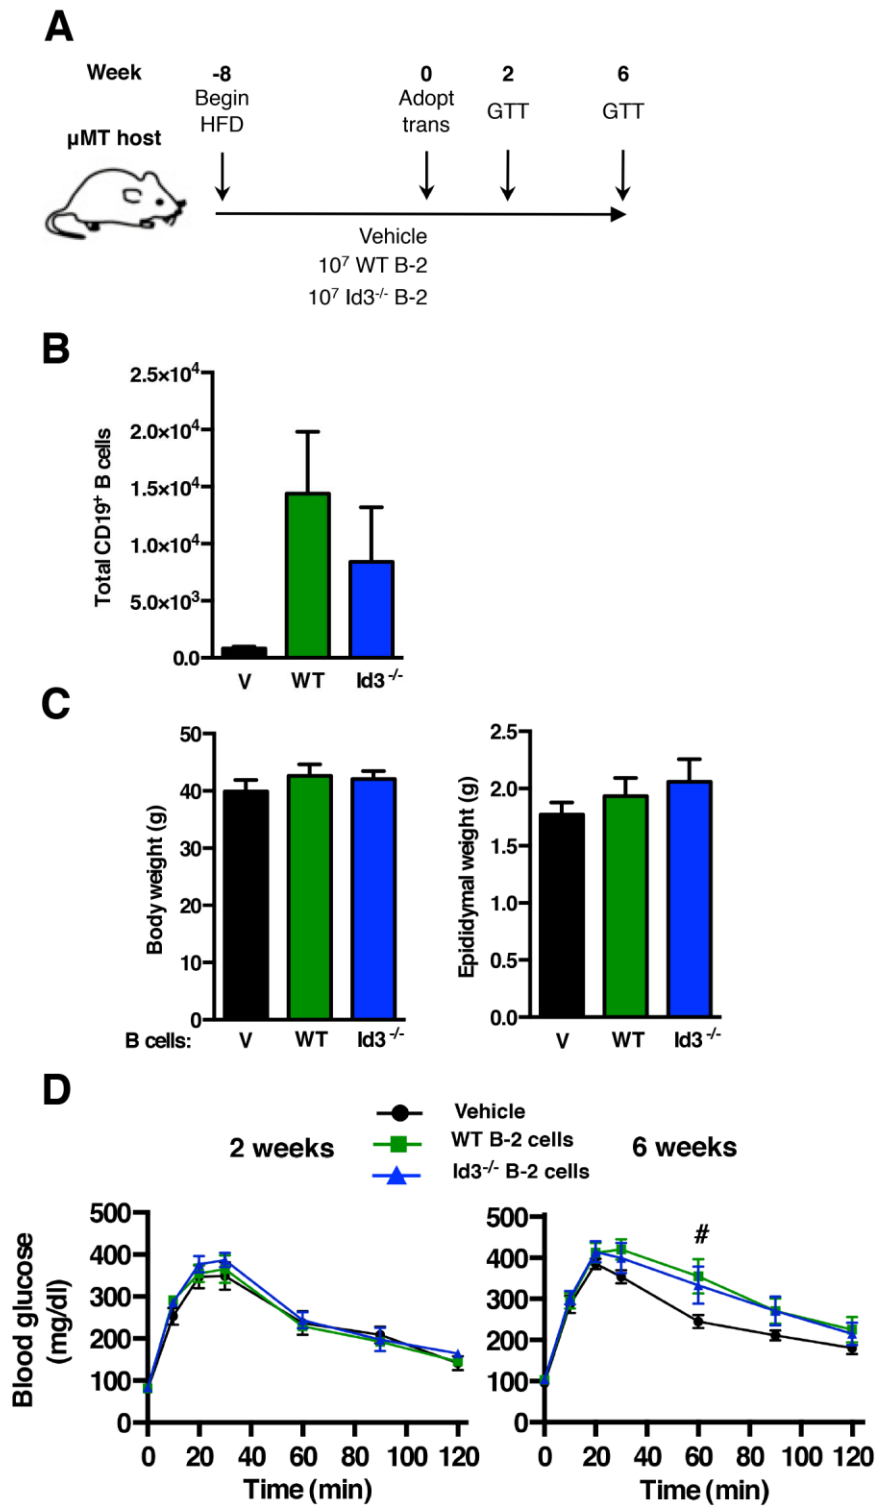 A
Week -8 0 2 6
Begin HFD Adopt trans GTT GTT
µMT host
Vehicle
10⁷ WT B-2
10⁷ Id3⁻/⁻ B-2
B
Total CD19⁺ B cells
2.5×10⁴
2.0×10⁴
1.5×10⁴
1.0×10⁴
5.0×10³
0.0
V WT Id3⁻/⁻
C
Body weight (g)
50
40
30
20
10
0
B cells: V WT Id3⁻/⁻
Epididymal weight (g)
2.5
2.0
1.5
1.0
0.5
0.0
V WT Id3⁻/⁻
D
Vehicle
WT B-2 cells
Id3⁻/⁻ B-2 cells
2 weeks
Blood glucose
(mg/dl)
500
400
300
200
100
0
0 20 40 60 80 100 120
Time (min)
6 weeks
#
500
400
300
200
100
0
0 20 40 60 80 100 120
Time (min)